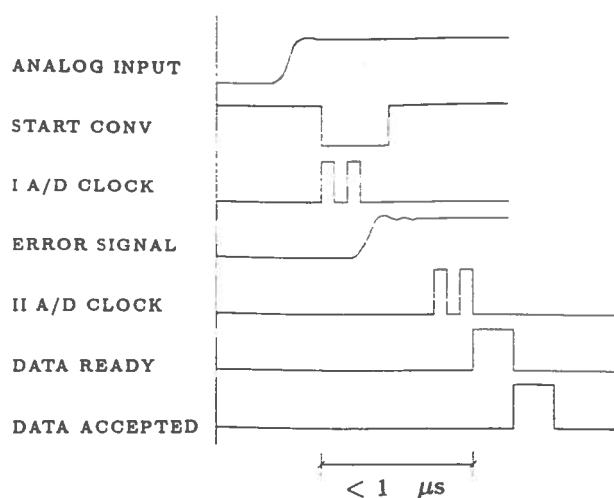 ANALOG INPUT
START CONV
I A/D CLOCK
ERROR SIGNAL
II A/D CLOCK
DATA READY
DATA ACCEPTED
< 1 μs